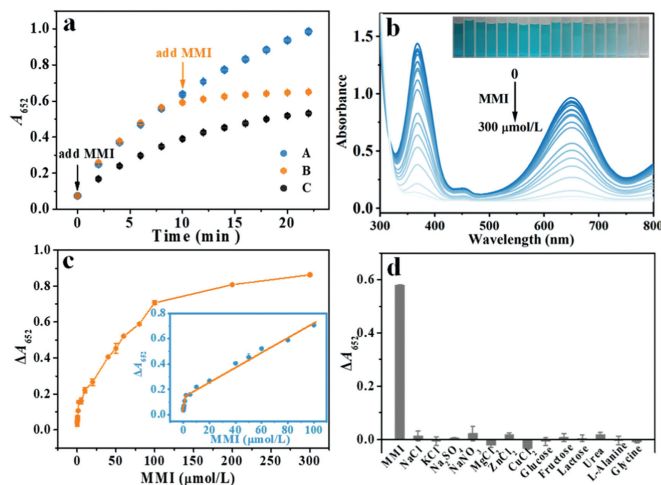 a
A652
1.0
0.8
0.6
0.4
0.2
0.0
add MMI
add MMI
A
B
C
0 5 10 15 20
Time (min)
b
Absorbance
1.5
1.0
0.5
0.0
0
MMI
300 μmol/L
300 400 500 600 700 800
Wavelength (nm)
c
ΔA652
1.0
0.8
0.6
0.4
0.2
0.0
0 50 100 150 200 250 300
MMI (μmol/L)
ΔA652
0.8
0.6
0.4
0.2
0.0
0 20 40 60 80 100
MMI (μmol/L)
d
ΔA652
0.6
0.4
0.2
0.0
MMI
NaCl
KCl
Na2SO4
NaNO3
MgCl2
ZnCl2
CuCl2
Glucose
Fructose
Lactose
Urea
L-Alanine
Glycine